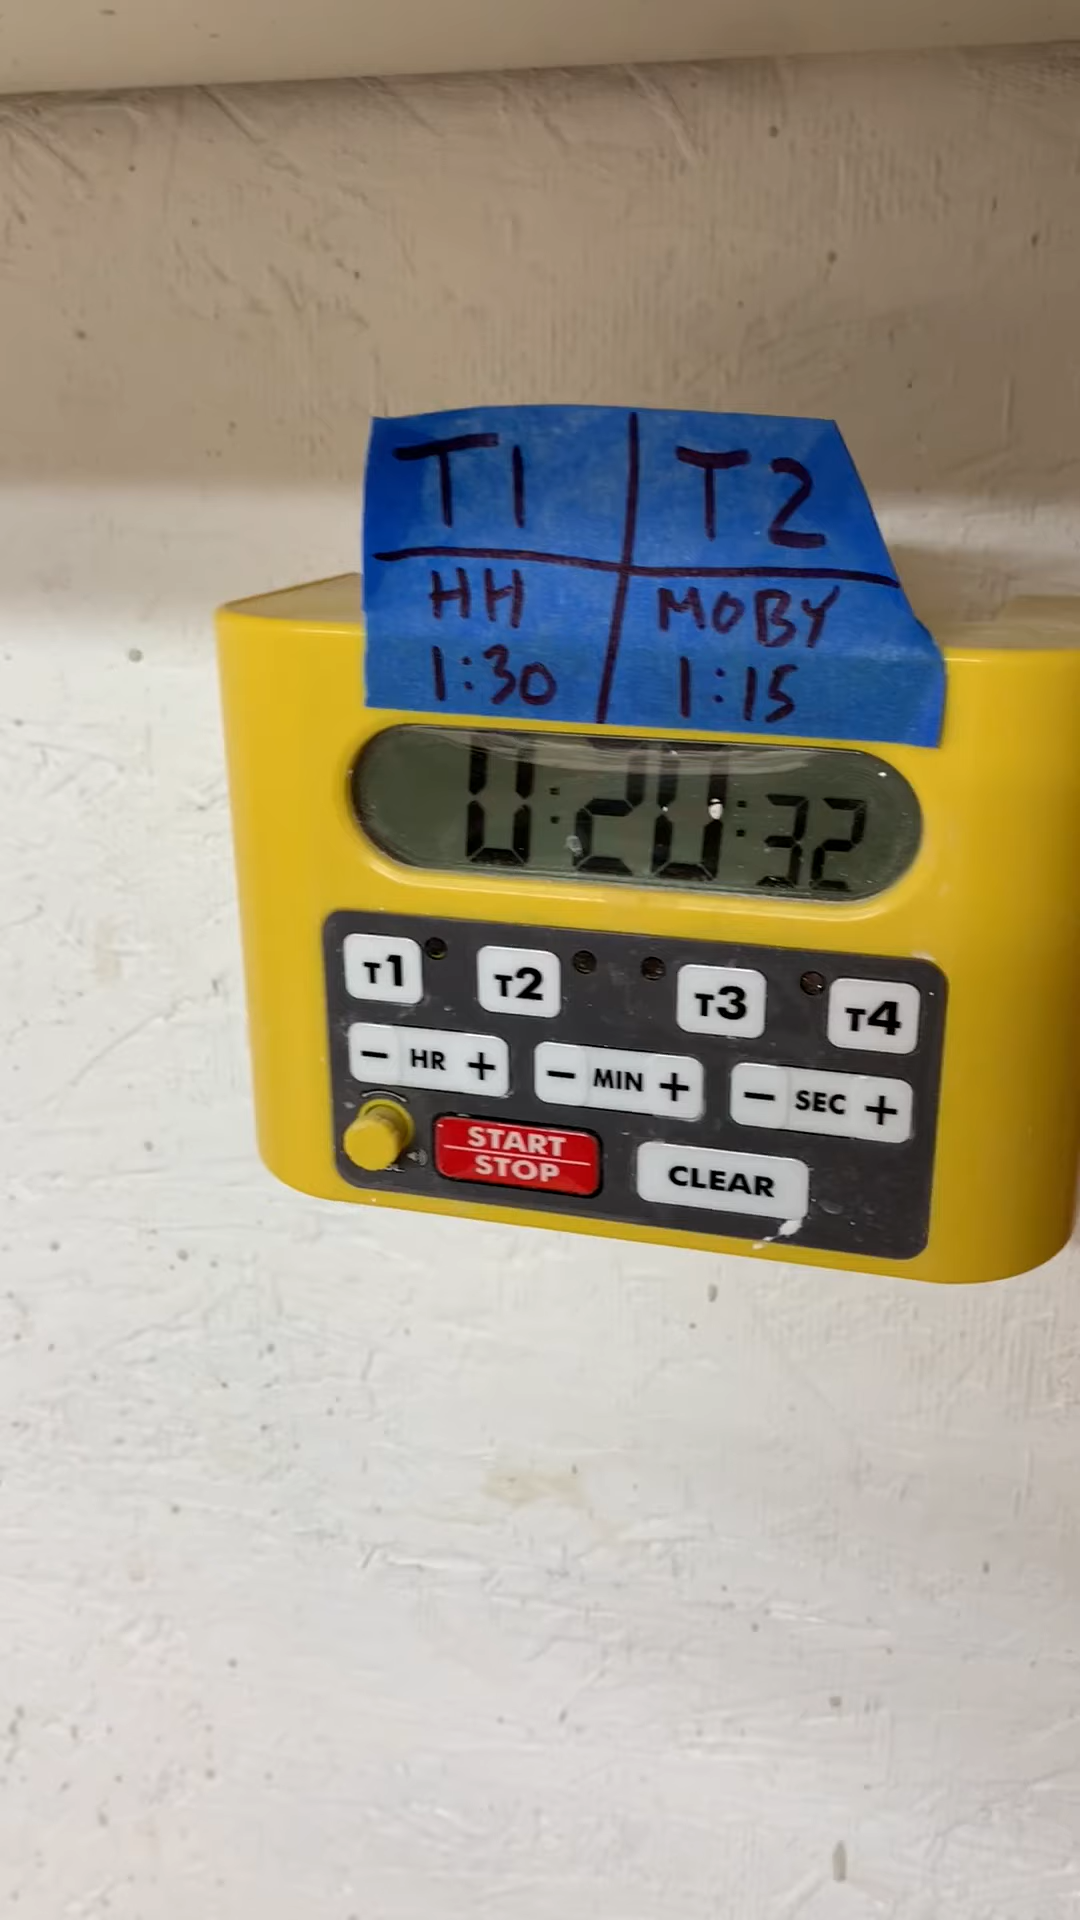 T1 T2
HH MOBY
1:30 1:15
0:20:32
T1 T2 T3 T4
− HR + − MIN + − SEC +
START
STOP
CLEAR